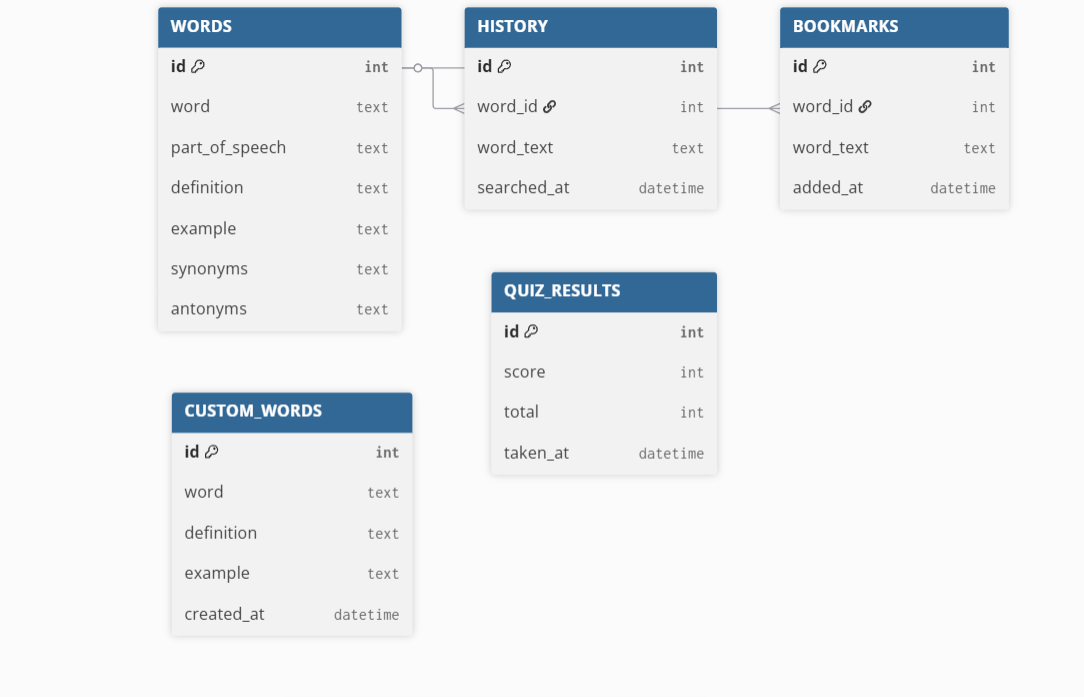 WORDS
id int
word text
part_of_speech text
definition text
example text
synonyms text
antonyms text
HISTORY
id int
word_id int
word_text text
searched_at datetime
BOOKMARKS
id int
word_id int
word_text text
added_at datetime
QUIZ_RESULTS
id int
score int
total int
taken_at datetime
CUSTOM_WORDS
id int
word text
definition text
example text
created_at datetime